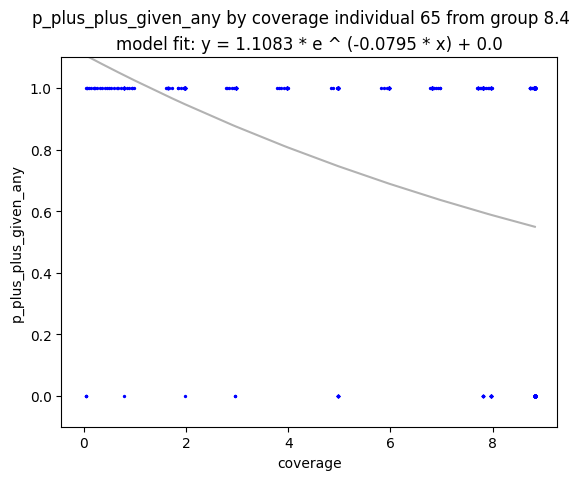 p_plus_plus_given_any by coverage individual 65 from group 8.4
model fit: y = 1.1083 * e ^ (-0.0795 * x) + 0.0
1.0
0.8
0.6
0.4
0.2
0.0
p_plus_plus_given_any
0 2 4 6 8
coverage